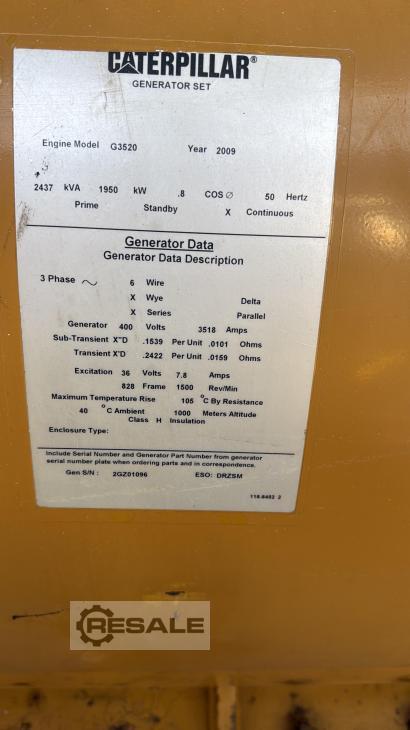 CATERPILLAR®
GENERATOR SET
Engine Model G3520 Year 2009
2437 kVA 1950 kW .8 COS ∅ 50 Hertz
Prime Standby X Continuous
Generator Data
Generator Data Description
3 Phase ~ 6 Wire
X Wye Delta
X Series Parallel
Generator 400 Volts 3518 Amps
Sub-Transient X"D .1539 Per Unit .0101 Ohms
Transient X'D .2422 Per Unit .0159 Ohms
Excitation 36 Volts 7.8 Amps
828 Frame 1500 Rev/Min
Maximum Temperature Rise 105 °C By Resistance
40 °C Ambient 1000 Meters Altitude
Class H Insulation
Enclosure Type:
Include Serial Number and Generator Part Number from generator
serial number plate when ordering parts and in correspondence.
Gen S/N : 2GZ01096 ESO: DRZSM
118-8482 2
RESALE